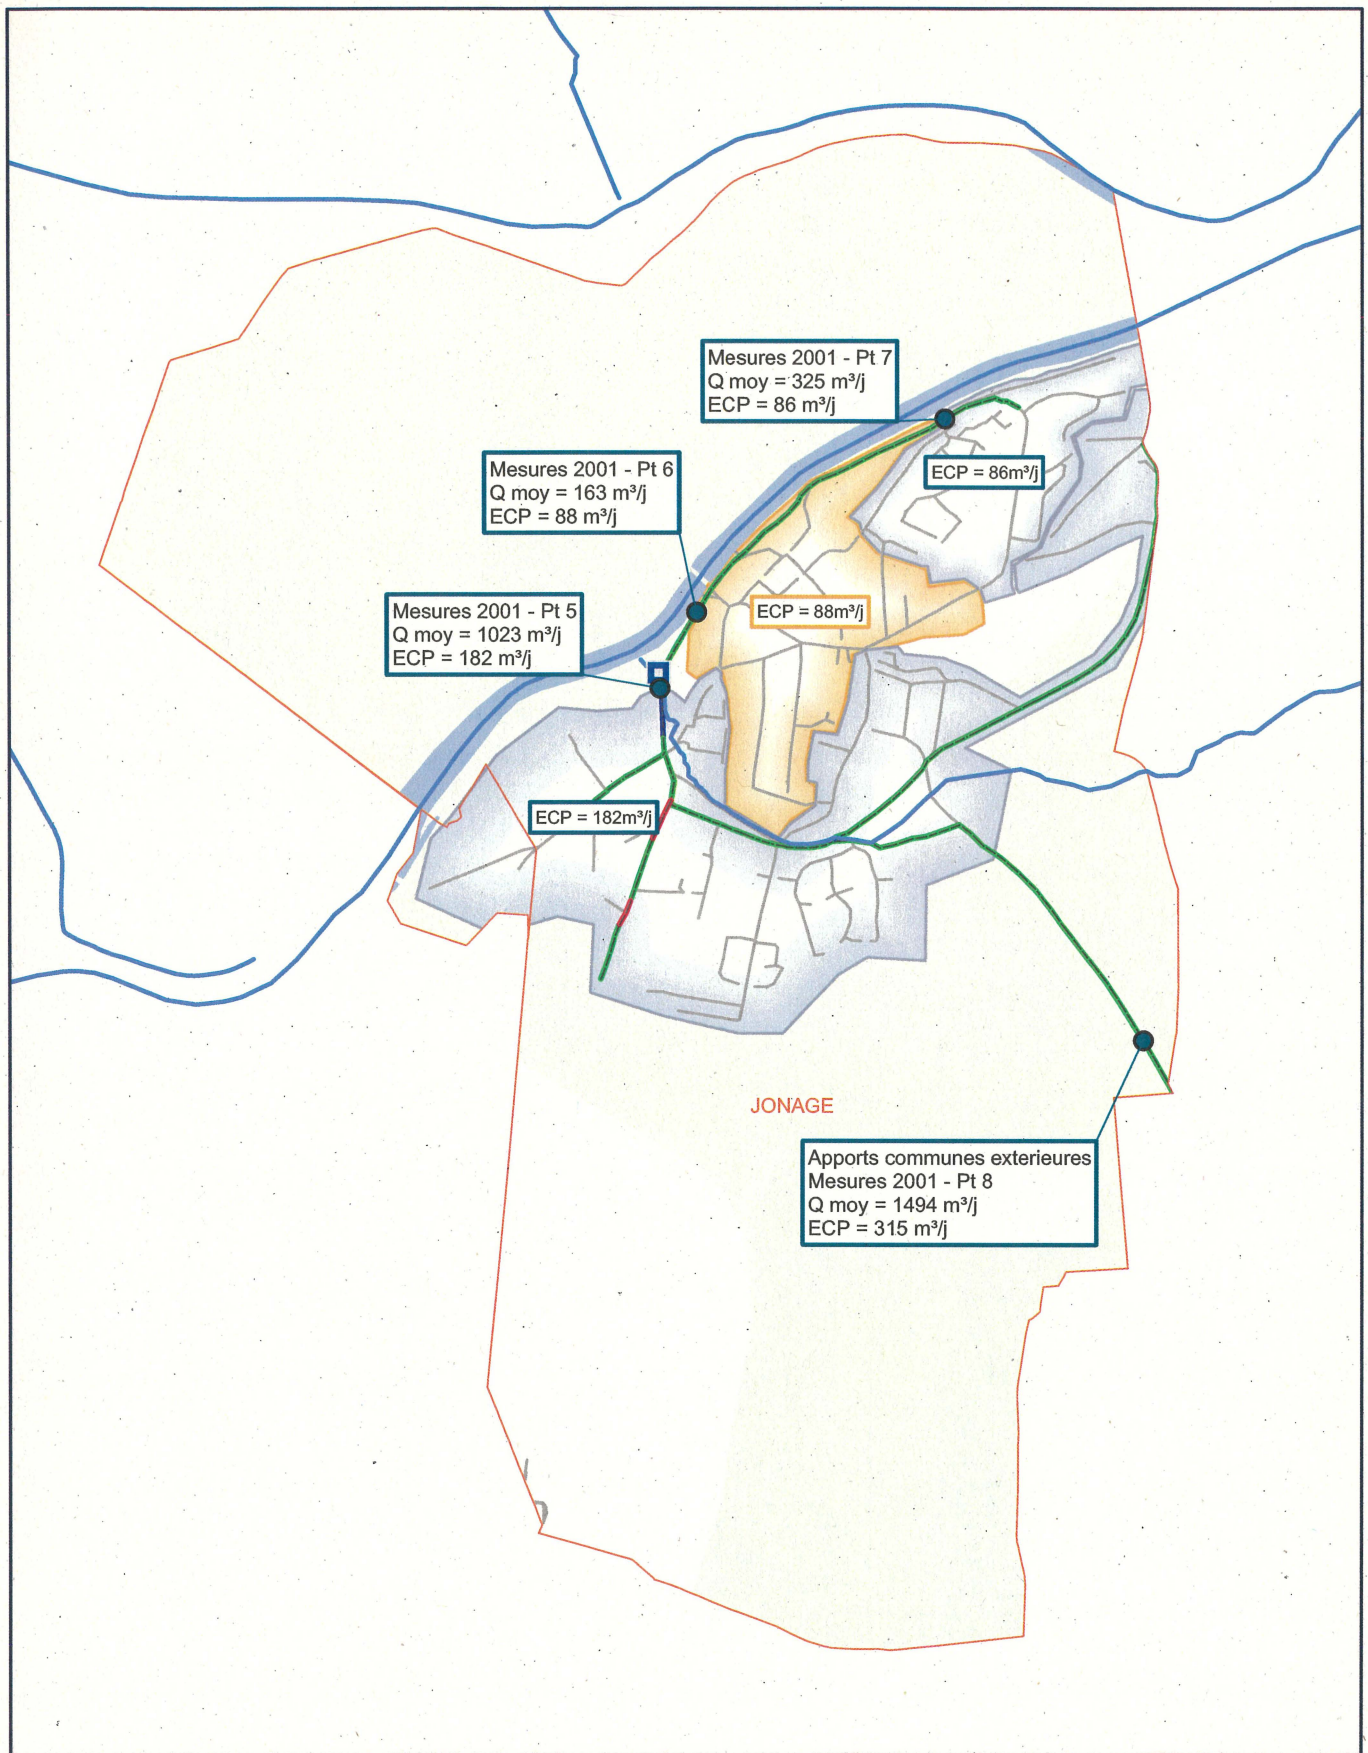 Mesures 2001 - Pt 7
Q moy = 325 m³/j
ECP = 86 m³/j
ECP = 86m³/j
Mesures 2001 - Pt 6
Q moy = 163 m³/j
ECP = 88 m³/j
Mesures 2001 - Pt 5
Q moy = 1023 m³/j
ECP = 182 m³/j
ECP = 88m³/j
ECP = 182m³/j
JONAGE
Apports communes exterieures
Mesures 2001 - Pt 8
Q moy = 1494 m³/j
ECP = 315 m³/j